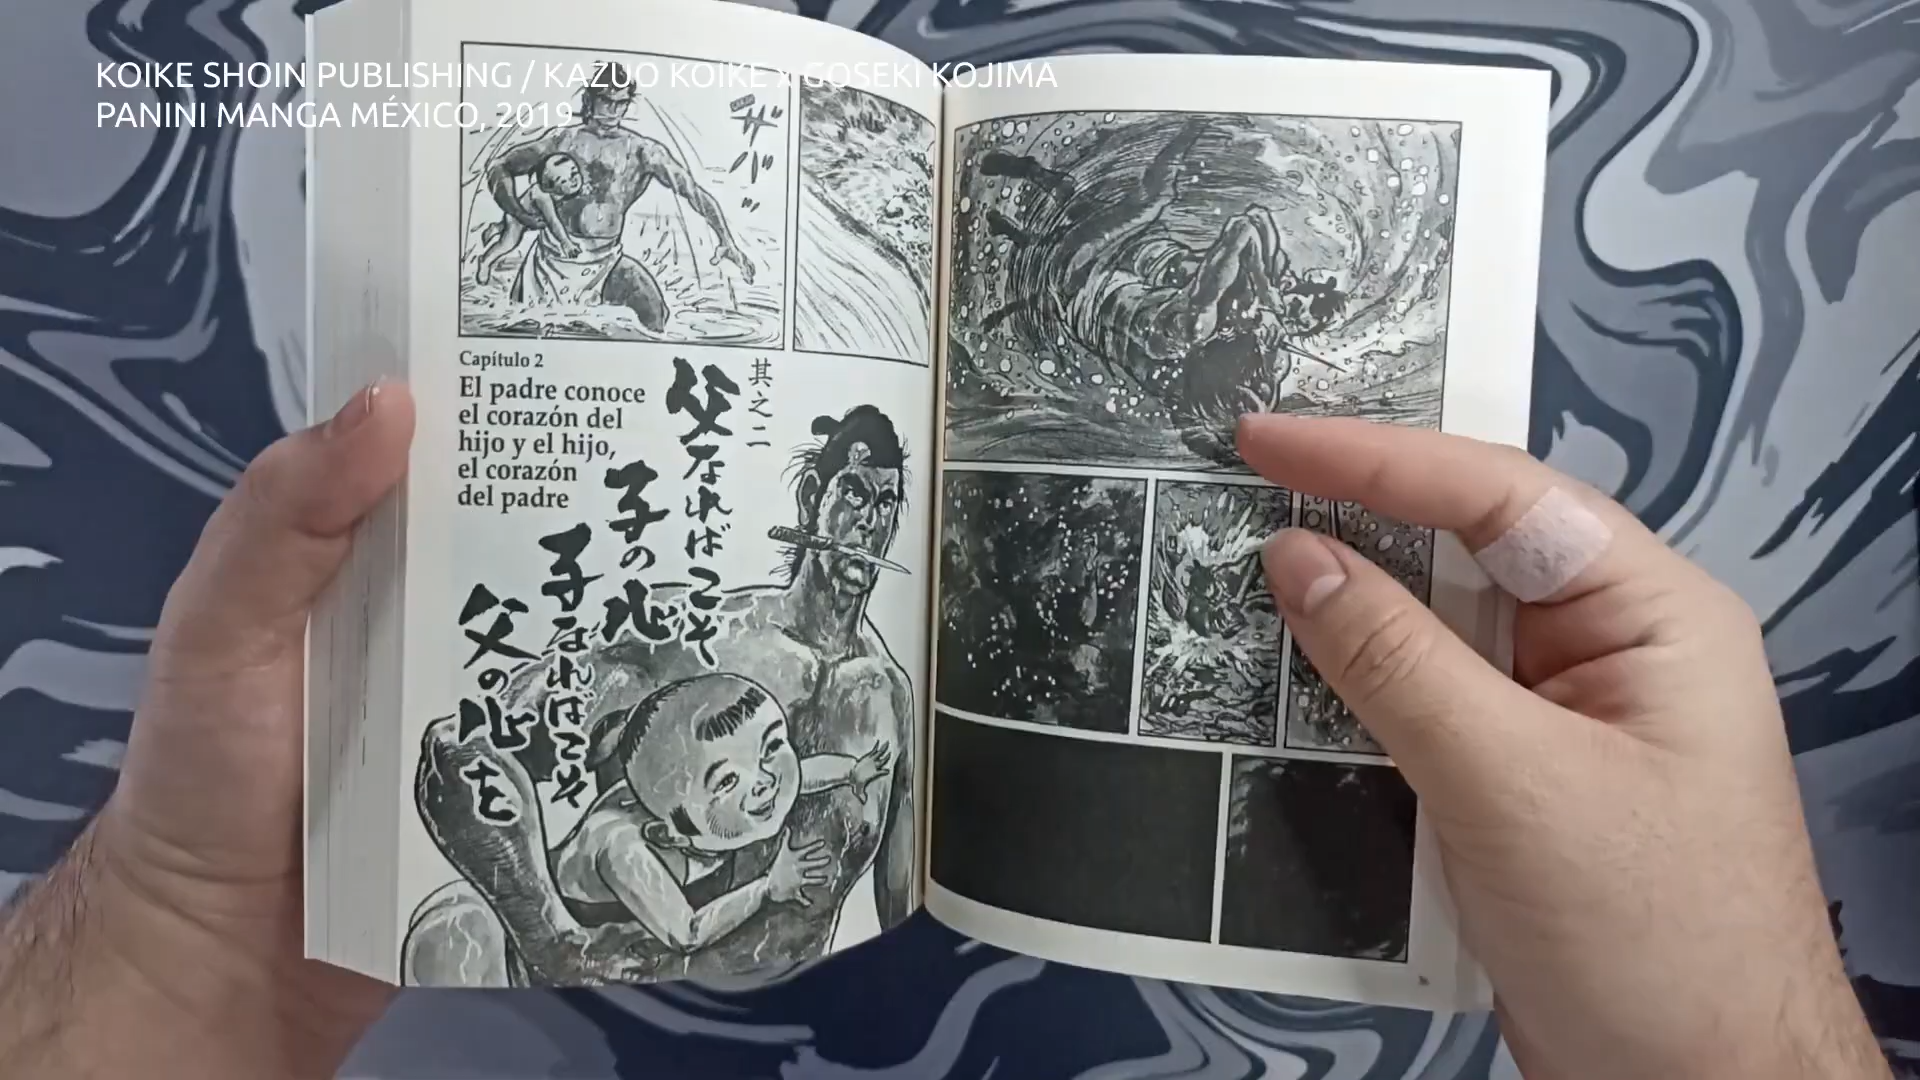 KOIKE SHOIN PUBLISHING / KAZUO KOIKE x GOSEKI KOJIMA
PANINI MANGA MÉXICO, 2019
ザバ
Capítulo 2
El padre conoce
el corazón del
hijo y el hijo,
el corazón
del padre
其之二
父なればこそ
子の心
子なればこそ
父の心を